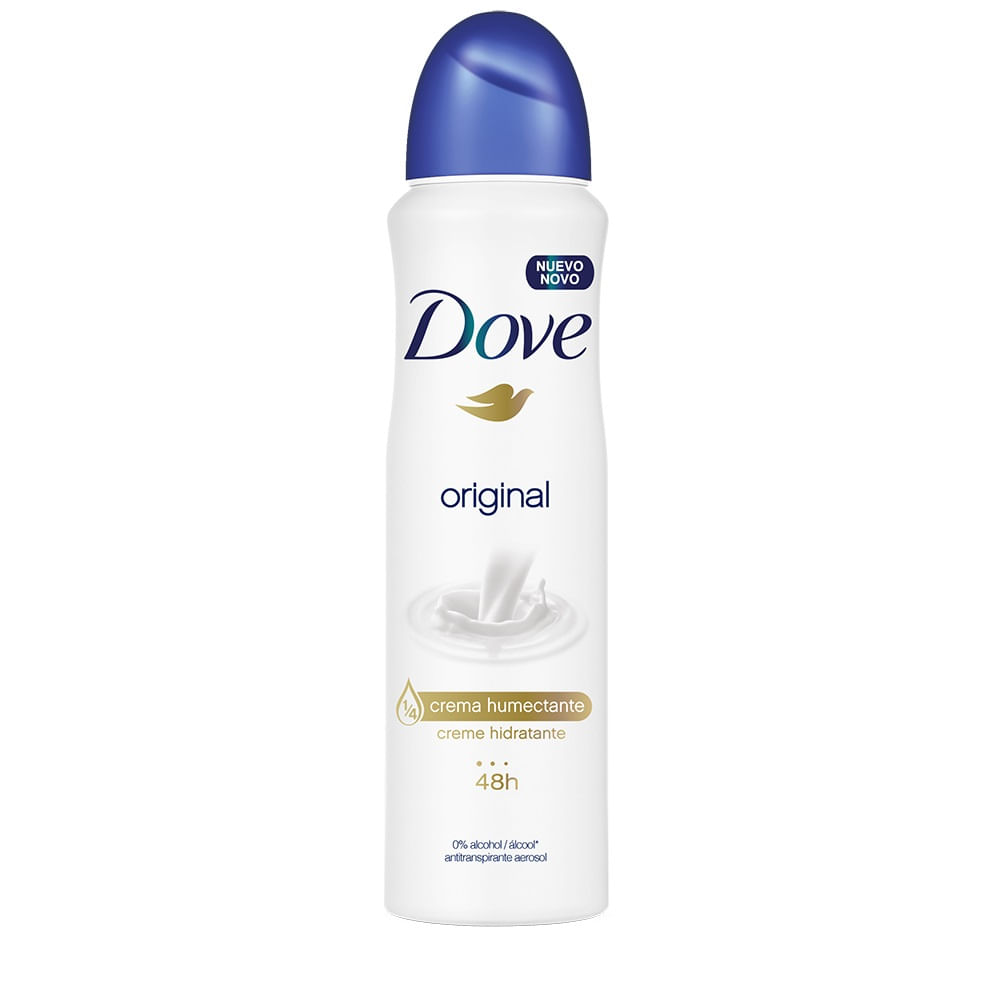 NUEVO
NOVO
Dove
original
1/4 crema humectante
creme hidratante
48h
0% alcohol / álcool*
antitranspirante aerosol